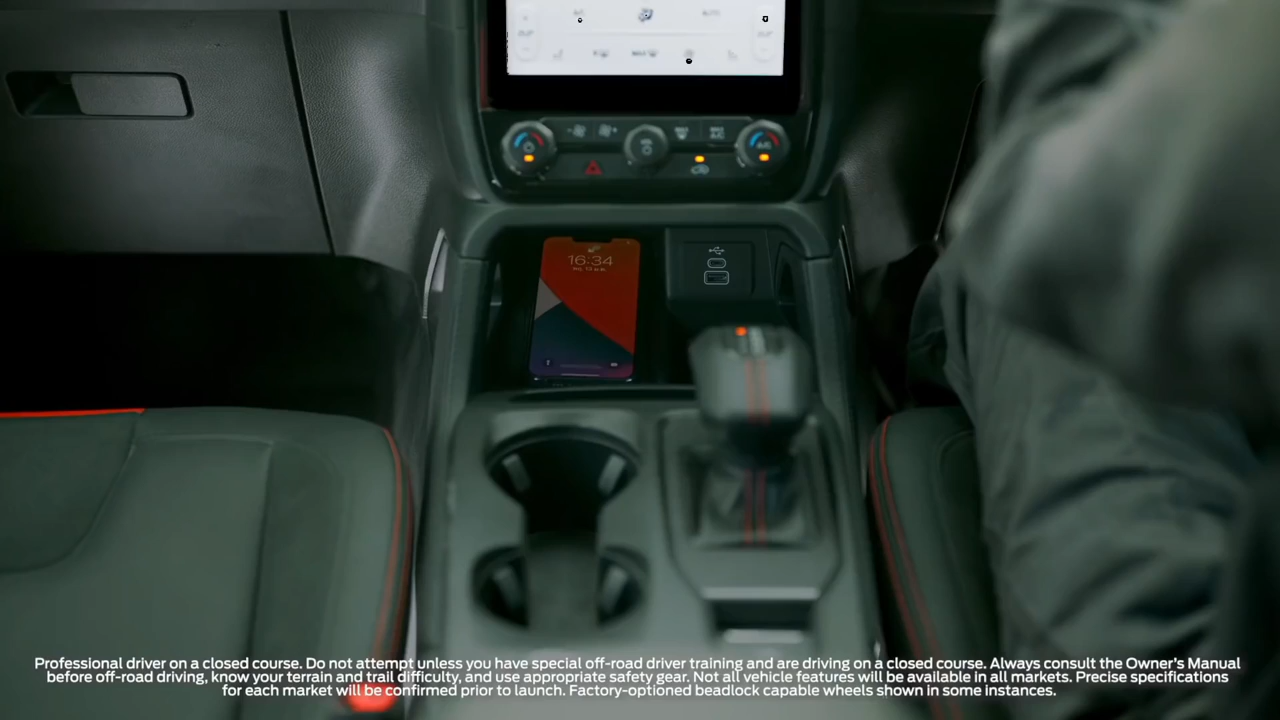 A/C
16:34
Professional driver on a closed course. Do not attempt unless you have special off-road driver training and are driving on a closed course. Always consult the Owner's Manual
before off-road driving, know your terrain and trail difficulty, and use appropriate safety gear. Not all vehicle features will be available in all markets. Precise specifications
for each market will be confirmed prior to launch. Factory-optioned beadlock capable wheels shown in some instances.